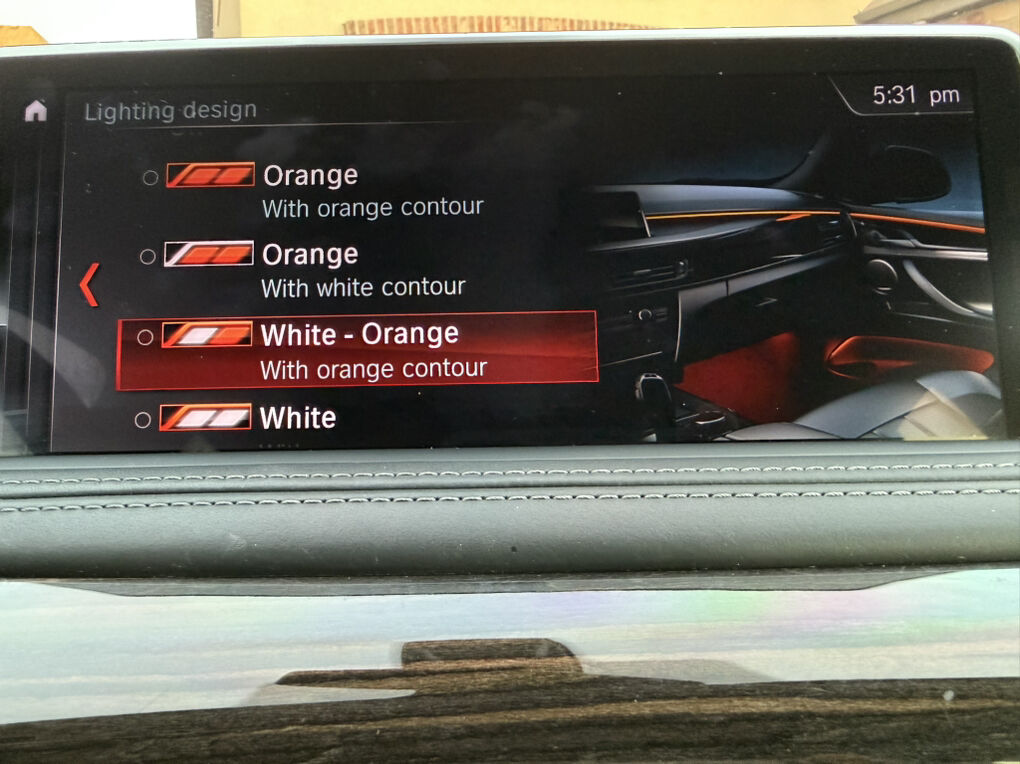 Lighting design
5:31 pm
Orange
With orange contour
Orange
With white contour
White - Orange
With orange contour
White